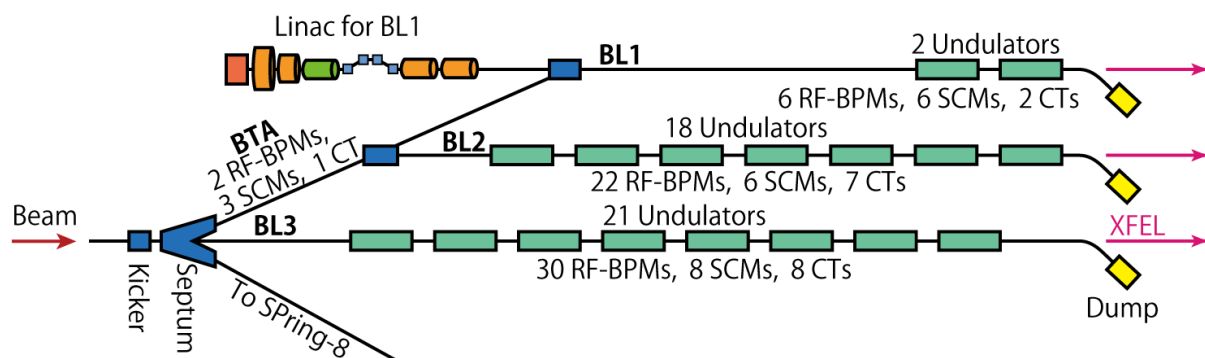 Linac for BL1
BL1
2 Undulators
6 RF-BPMs, 6 SCMs, 2 CTs
BTA
2 RF-BPMs,
3 SCMs, 1 CT
BL2
18 Undulators
22 RF-BPMs, 6 SCMs, 7 CTs
Beam
BL3
21 Undulators
XFEL
30 RF-BPMs, 8 SCMs, 8 CTs
Kicker
Septum
To SPring-8
Dump